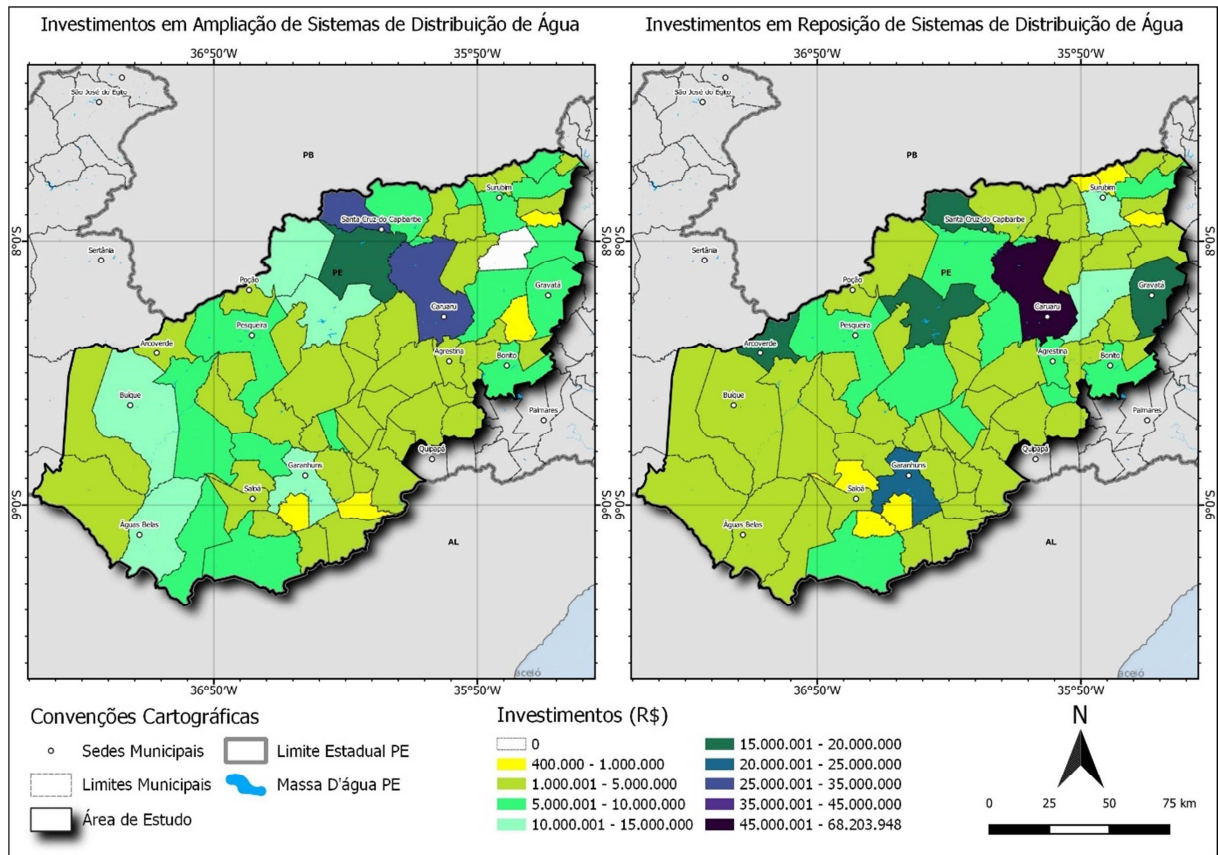 Investimentos em Ampliação de Sistemas de Distribuição de Água
Investimentos em Reposição de Sistemas de Distribuição de Água
36°50'W
35°50'W
36°50'W
35°50'W
São José do Egito
PB
Surubim
Santa Cruz do Capibaribe
8°0'S
Sertânia
PE
Poção
Gravatá
Caruaru
Pesqueira
Arcoverde
Agrestina
Bonito
Buíque
Palmares
Quipapá
Garanhuns
Saloá
9°0'S
Águas Belas
AL
aceió
36°50'W
35°50'W
São José do Egito
PB
Surubim
Santa Cruz do Capibaribe
8°0'S
Sertânia
PE
Poção
Gravatá
Caruaru
Pesqueira
Arcoverde
Agrestina
Bonito
Buíque
Palmares
Quipapá
Garanhuns
Saloá
9°0'S
Águas Belas
AL
aceió
36°50'W
35°50'W
8°0'S
9°0'S
Convenções Cartográficas
Sedes Municipais
Limites Municipais
Área de Estudo
Limite Estadual PE
Massa D'água PE
Investimentos (R$)
0
400.000 - 1.000.000
1.000.001 - 5.000.000
5.000.001 - 10.000.000
10.000.001 - 15.000.000
15.000.001 - 20.000.000
20.000.001 - 25.000.000
25.000.001 - 35.000.000
35.000.001 - 45.000.000
45.000.001 - 68.203.948
N
0 25 50 75 km